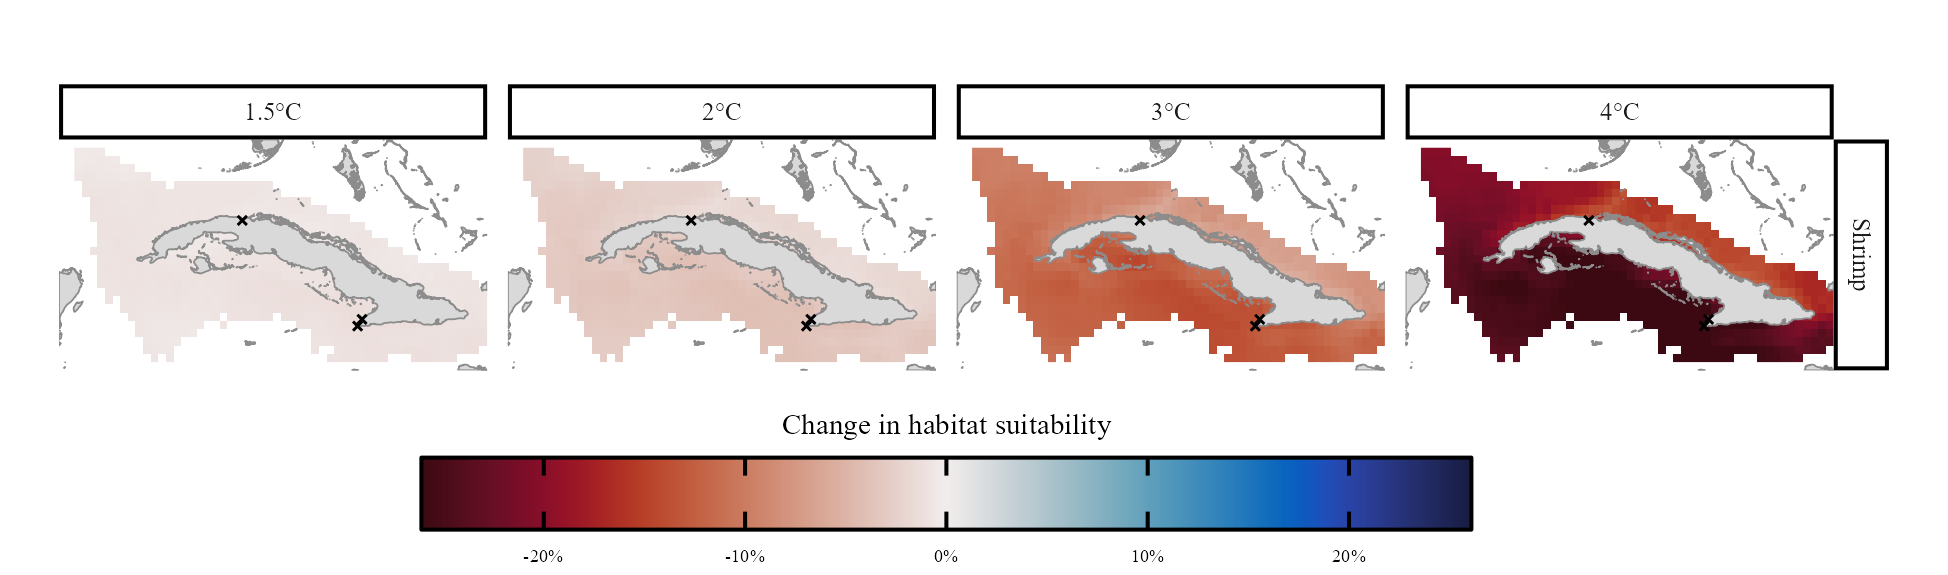 1.5°C
2°C
3°C
4°C
Shrimp
Change in habitat suitability
-20%
-10%
0%
10%
20%